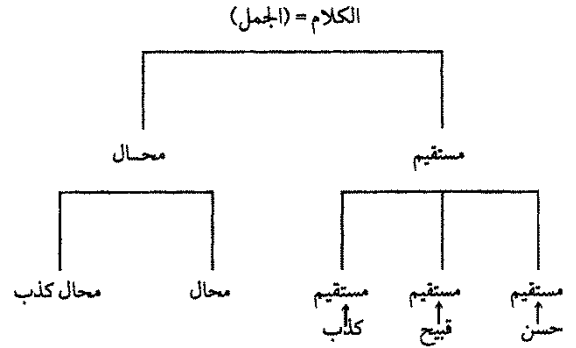 الكلام = (الجمل)
مستقيم محال
مستقيم مستقيم مستقيم محال محال كذب
حسن قبيح كذب